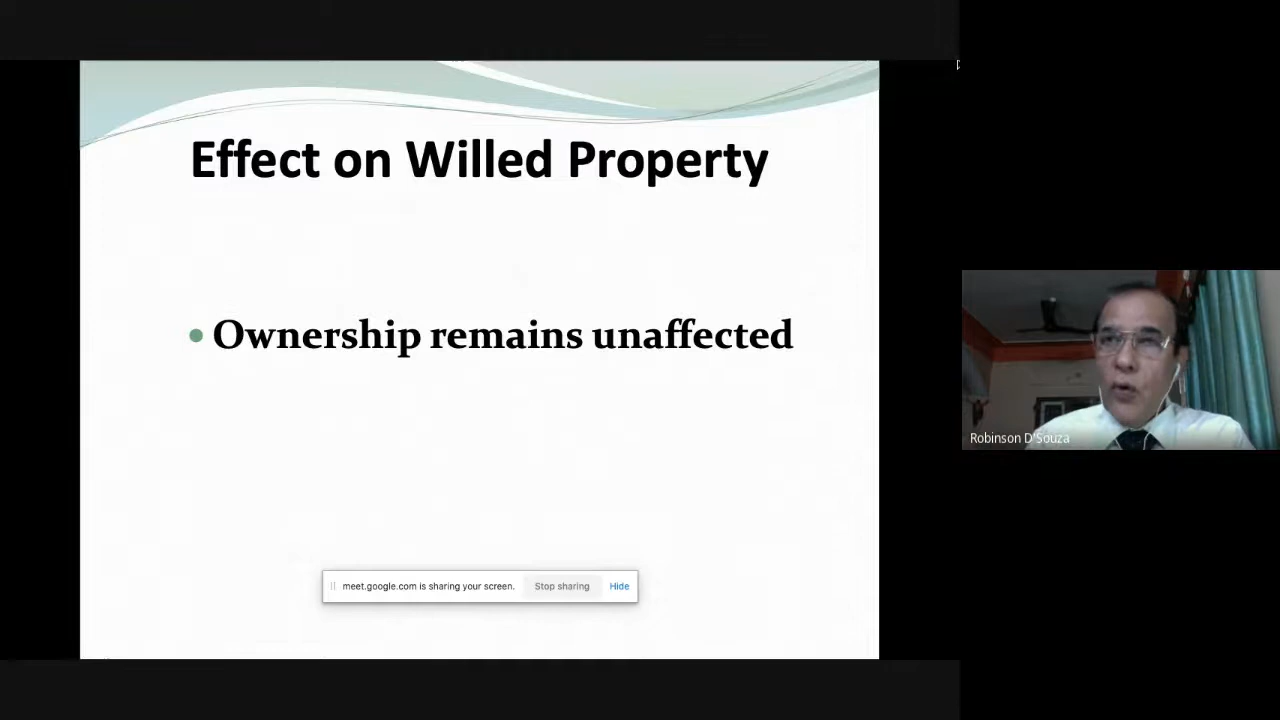 Effect on Willed Property
Ownership remains unaffected
meet.google.com is sharing your screen. Stop sharing Hide
Robinson D'Souza